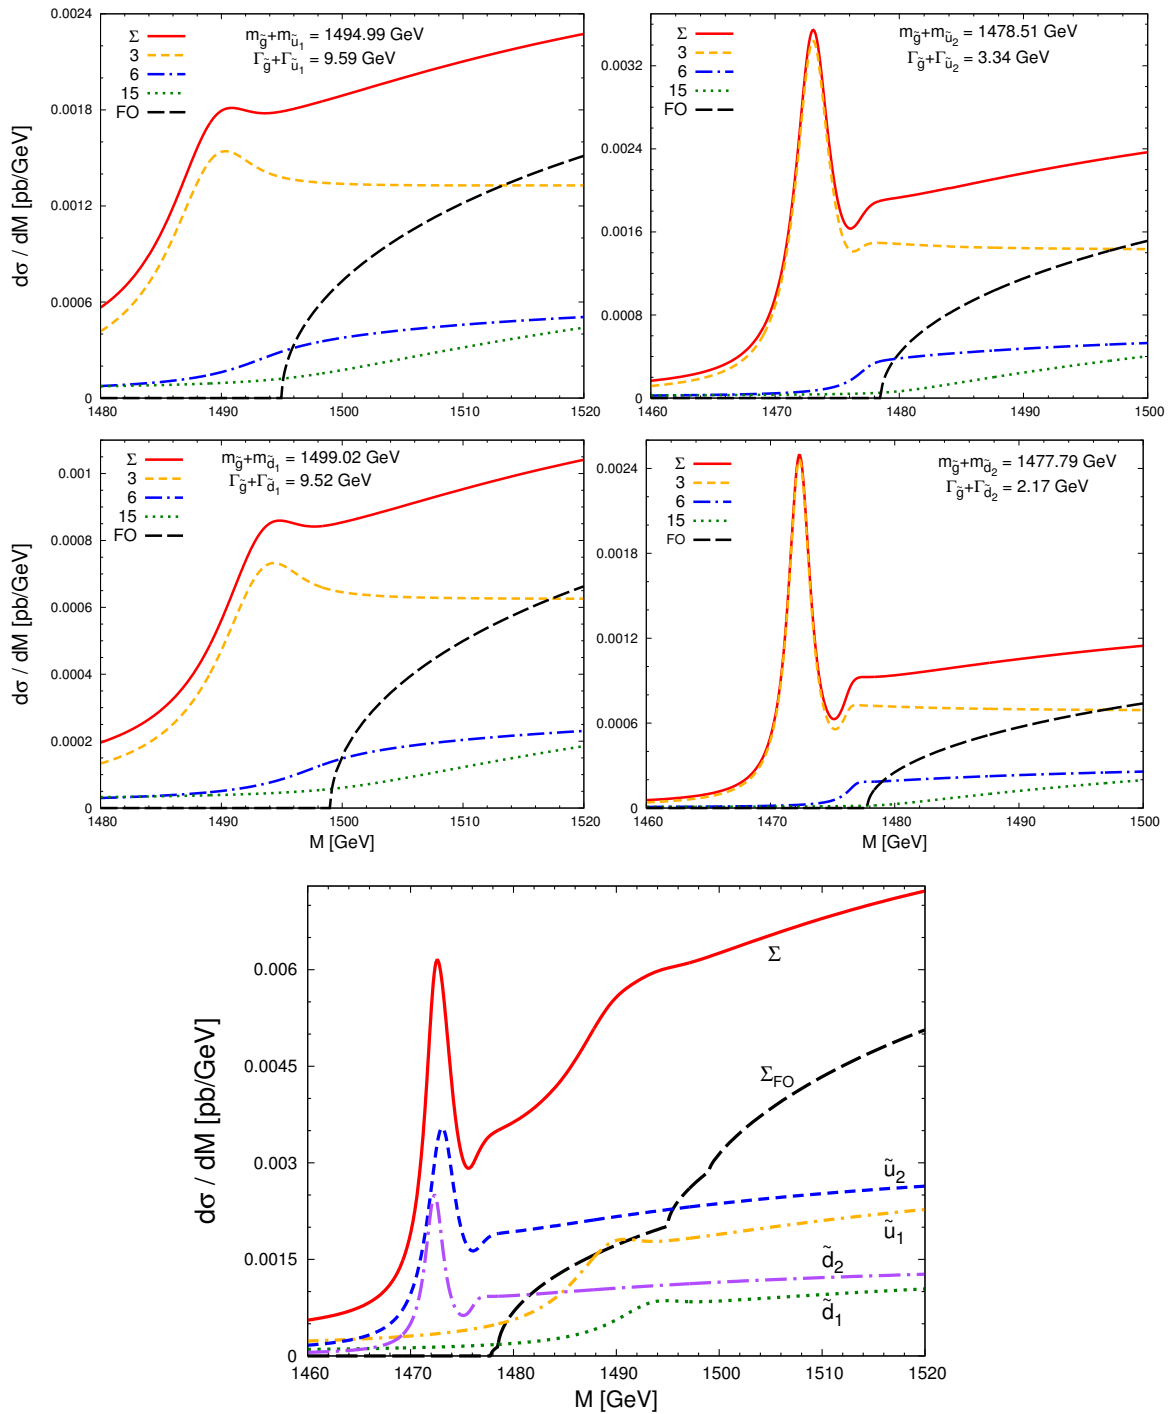 0.0024
0.0018
0.0012
0.0006
0
dσ / dM [pb/GeV]
Σ
3
6
15
FO
m_g̃+m_ũ₁ = 1494.99 GeV
Γ_g̃+Γ_ũ₁ = 9.59 GeV
1480 1490 1500 1510 1520
0.0036
0.0024
0.0016
0.0008
0
Σ
3
6
15
FO
m_g̃+m_ũ₂ = 1478.51 GeV
Γ_g̃+Γ_ũ₂ = 3.34 GeV
1460 1470 1480 1490 1500
0.001
0.0008
0.0006
0.0004
0.0002
0
dσ / dM [pb/GeV]
Σ
3
6
15
FO
m_g̃+m_d̃₁ = 1499.02 GeV
Γ_g̃+Γ_d̃₁ = 9.52 GeV
1480 1490 1500 1510 1520
M [GeV]
0.0024
0.0018
0.0012
0.0006
0
Σ
3
6
15
FO
m_g̃+m_d̃₂ = 1477.79 GeV
Γ_g̃+Γ_d̃₂ = 2.17 GeV
1460 1470 1480 1490 1500
M [GeV]
0.006
0.0045
0.003
0.0015
0
dσ / dM [pb/GeV]
Σ
Σ_FO
ũ₂
ũ₁
d̃₂
d̃₁
1460 1470 1480 1490 1500 1510 1520
M [GeV]